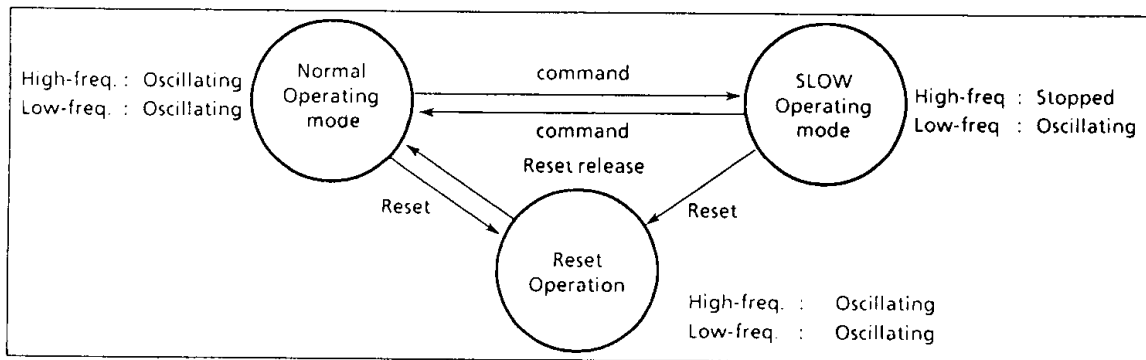 High-freq. : Oscillating
Low-freq. : Oscillating
Normal
Operating
mode
command
command
SLOW
Operating
mode
High-freq : Stopped
Low-freq : Oscillating
Reset release
Reset
Reset
Reset
Operation
High-freq. : Oscillating
Low-freq. : Oscillating